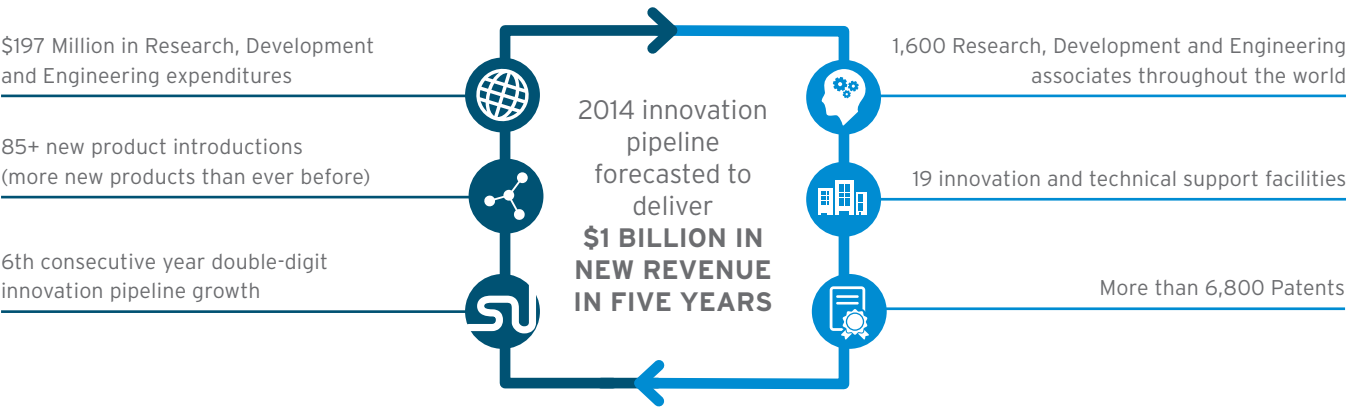 $197 Million in Research, Development
and Engineering expenditures
85+ new product introductions
(more new products than ever before)
6th consecutive year double-digit
innovation pipeline growth
2014 innovation
pipeline
forecasted to
deliver
$1 BILLION IN
NEW REVENUE
IN FIVE YEARS
1,600 Research, Development and Engineering
associates throughout the world
19 innovation and technical support facilities
More than 6,800 Patents